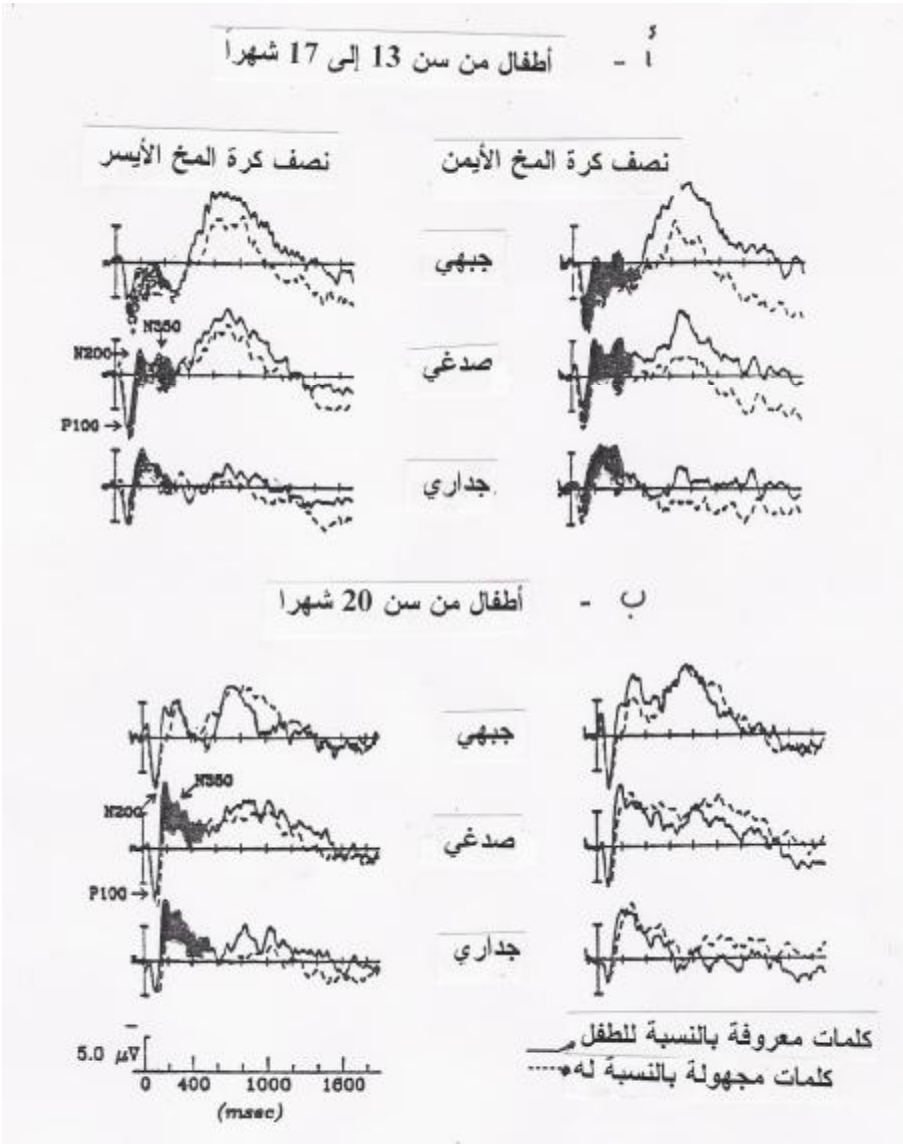 أ - أطفال من سن 13 إلى 17 شهراً
نصف كرة المخ الأيمن
نصف كرة المخ الأيسر
جبهي
N350
N200
صدغي
P100
جداري
ب - أطفال من سن 20 شهرا
جبهي
N350
N200
صدغي
P100
جداري
كلمات معروفة بالنسبة للطفل
كلمات مجهولة بالنسبة له
5.0 μV
0 400 1000 1600
(msec)